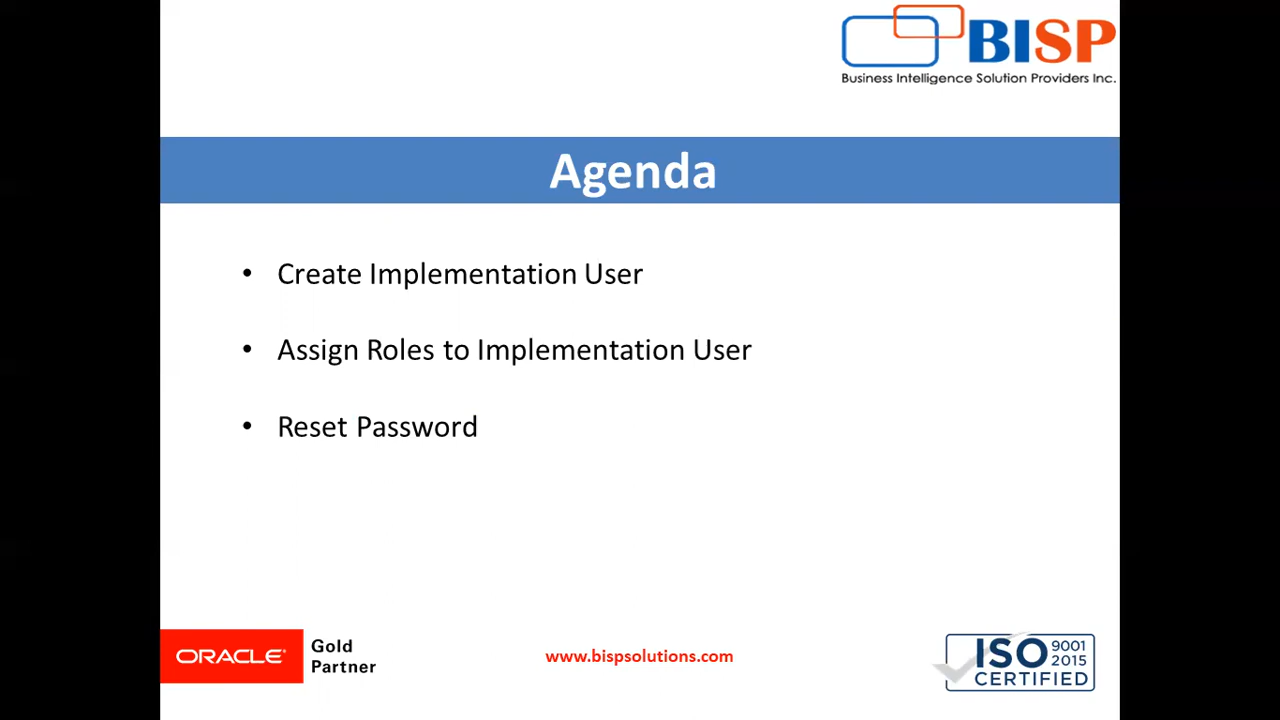 BISP
Business Intelligence Solution Providers Inc.
Agenda
• Create Implementation User
• Assign Roles to Implementation User
• Reset Password
ORACLE®
Gold
Partner
www.bispsolutions.com
ISO 9001
2015
CERTIFIED